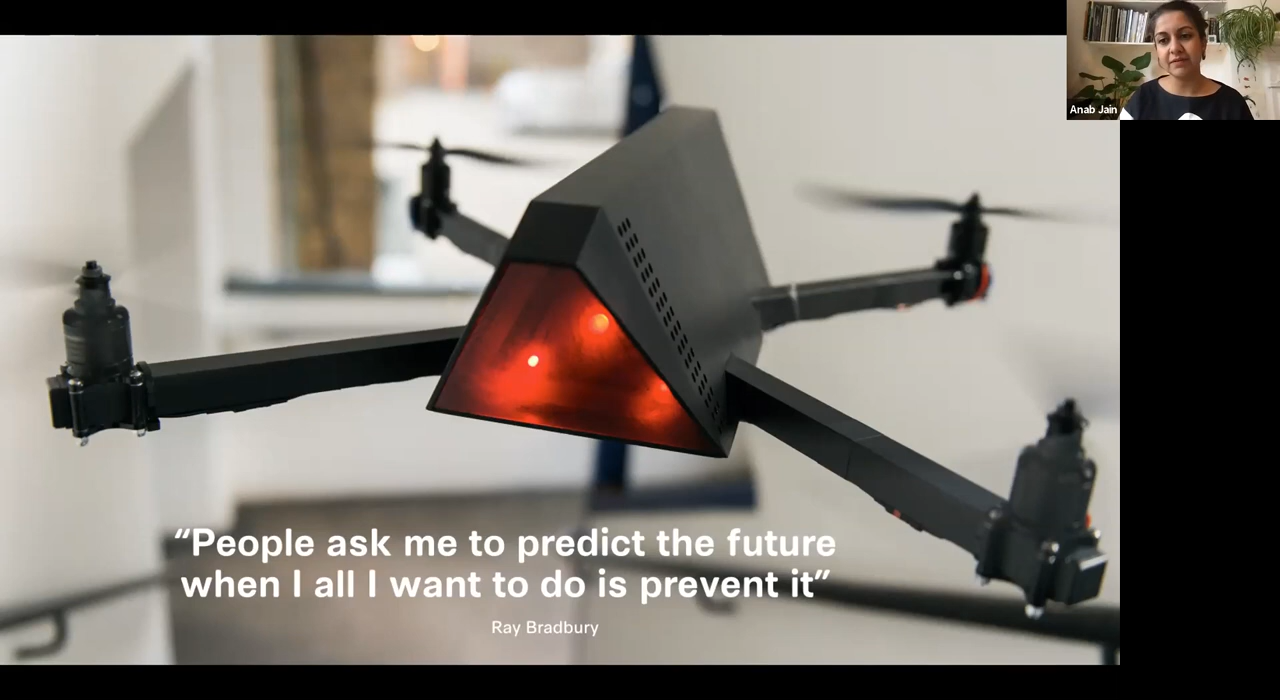 Anab Jain
“People ask me to predict the future
when I all I want to do is prevent it”
Ray Bradbury